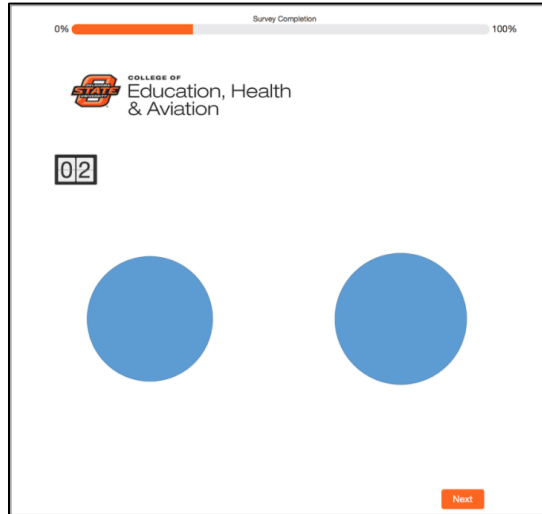 Survey Completion
0% 100%
COLLEGE OF
STATE Education, Health
& Aviation
02
Next